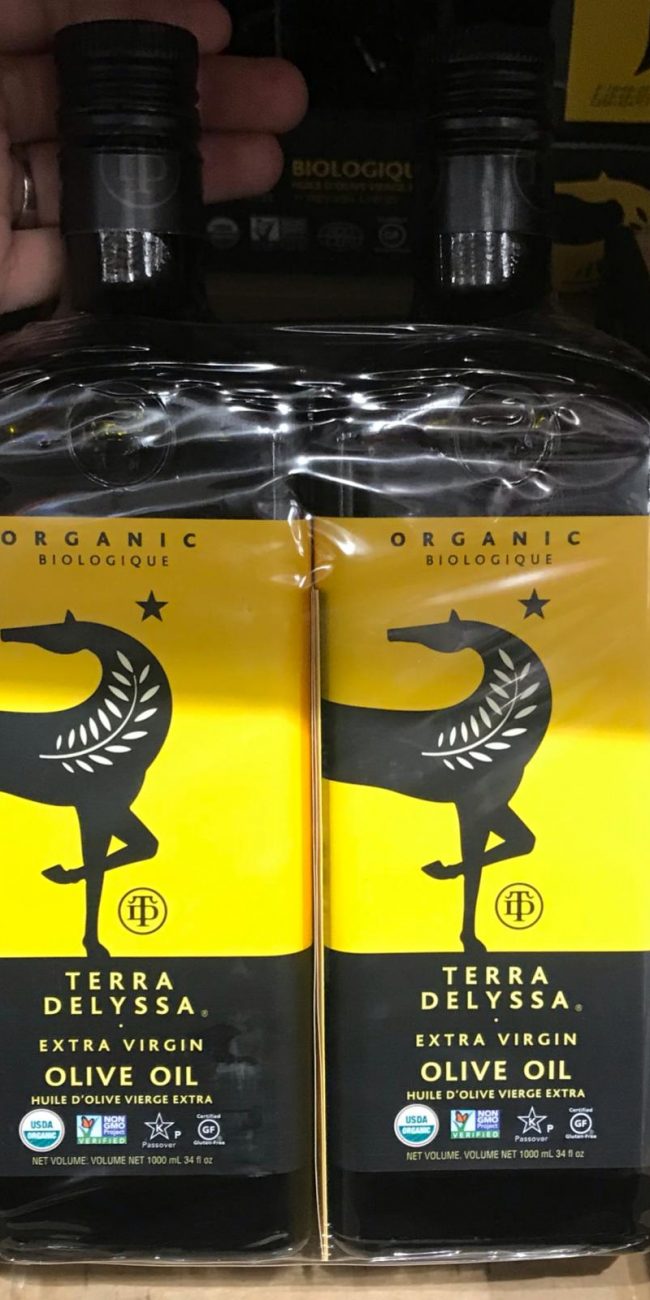 BIOLOGIQU
ORGANIC
BIOLOGIQUE
TERRA
DELYSSA®
EXTRA VIRGIN
OLIVE OIL
HUILE D'OLIVE VIERGE EXTRA
USDA
ORGANIC
NON
GMO
Project
VERIFIED
K P
Passover
Certified
GF
Gluten-Free
NET VOLUME: VOLUME NET 1000 mL 34 fl oz
ORGANIC
BIOLOGIQUE
TERRA
DELYSSA®
EXTRA VIRGIN
OLIVE OIL
HUILE D'OLIVE VIERGE EXTRA
USDA
ORGANIC
NON
GMO
Project
VERIFIED
K P
Passover
Certified
GF
Gluten-Free
NET VOLUME. VOLUME NET 1000 mL 34 fl oz